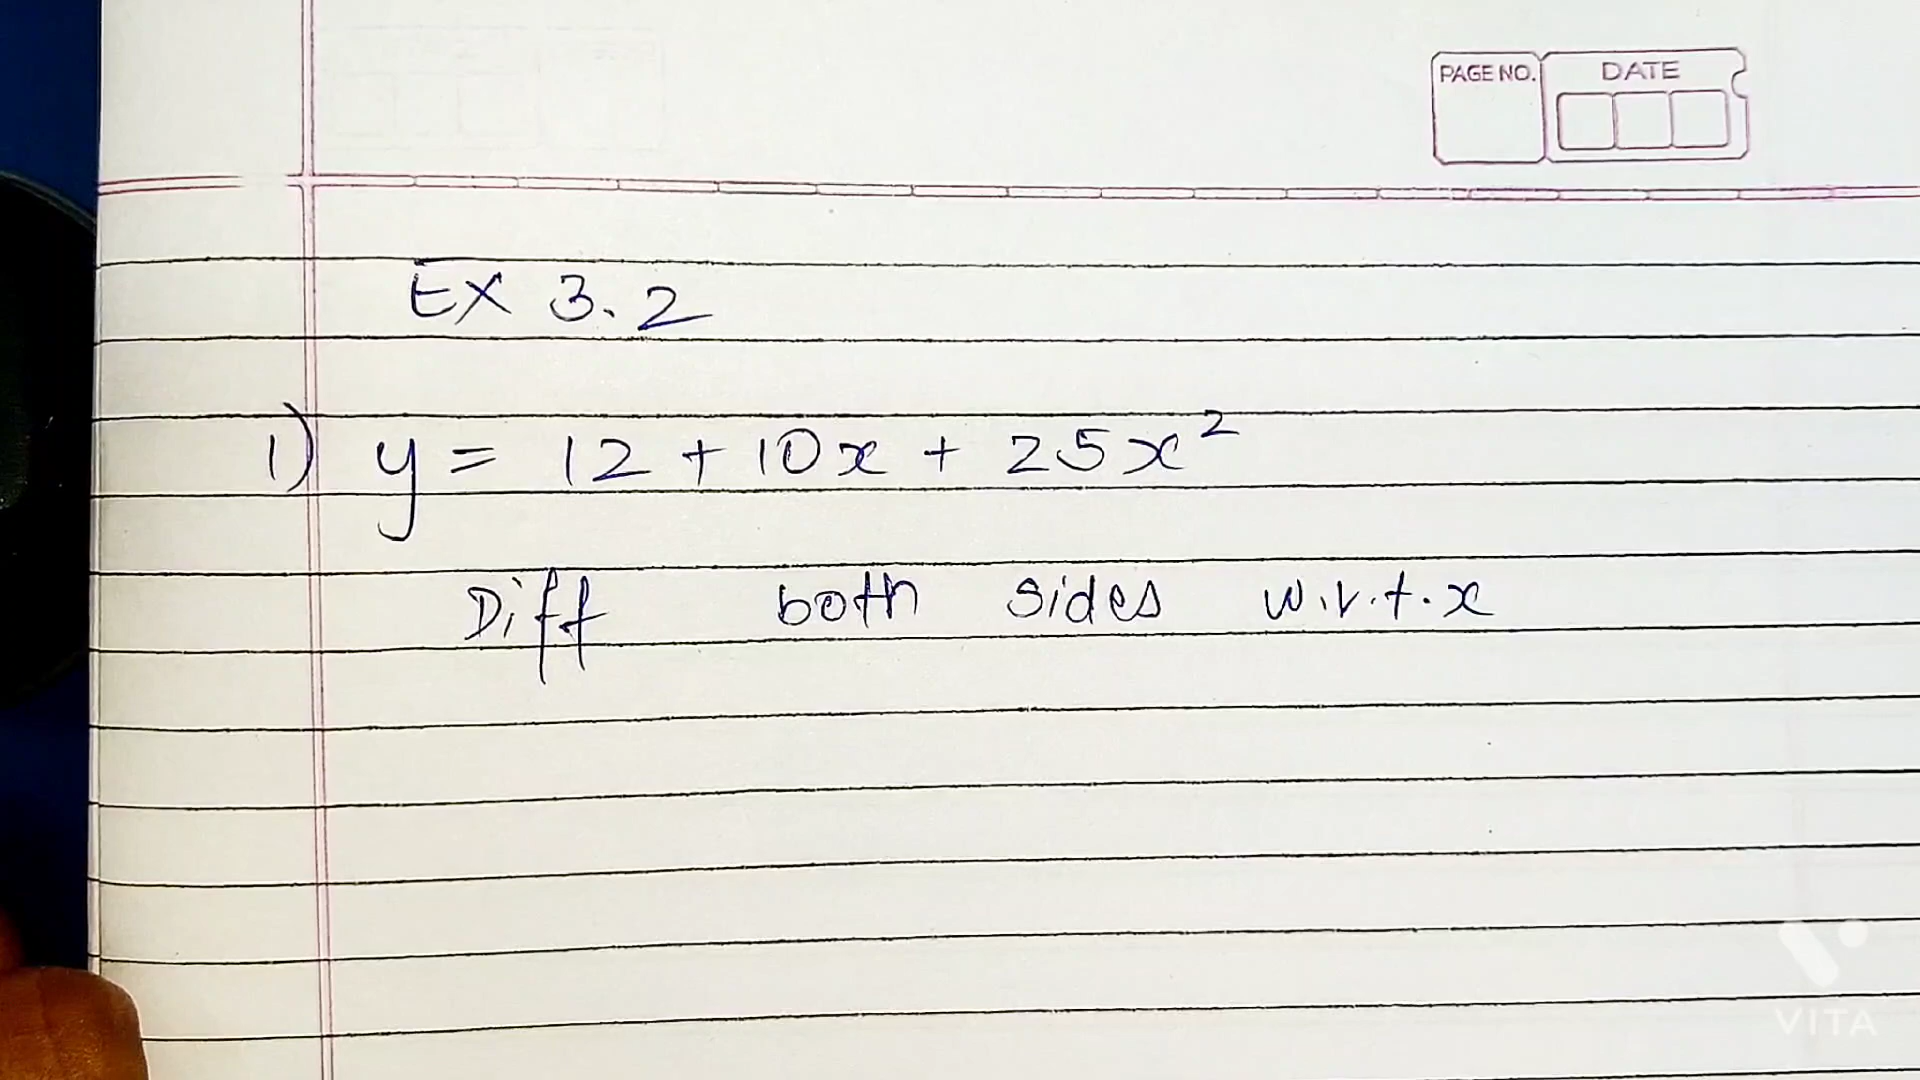 PAGE NO. DATE
EX 3.2
1) y = 12 + 10x + 25x²
Diff both sides w.r.t.x
VITA